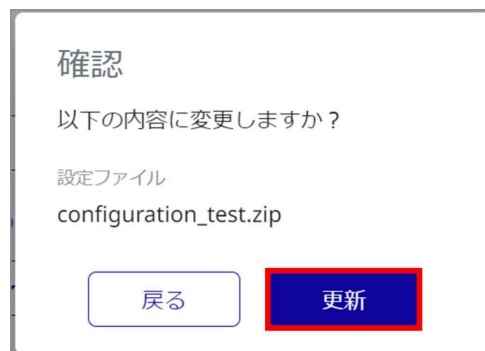 確認
以下の内容に変更しますか？
設定ファイル
configuration_test.zip
戻る
更新